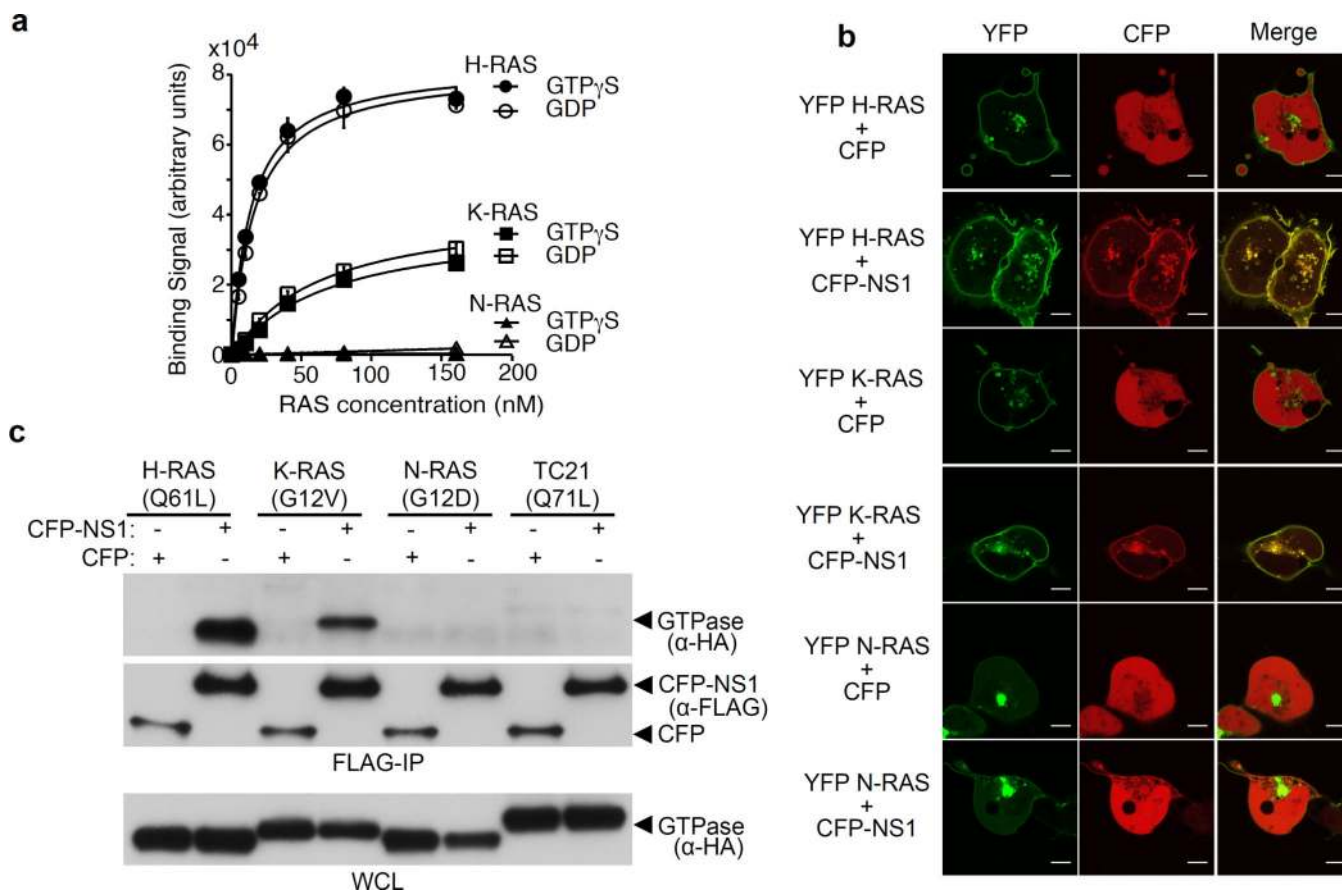 a
x10⁴
8
6
4
2
0
Binding Signal (arbitrary units)
0 50 100 150 200
RAS concentration (nM)
H-RAS
GTPγS
GDP
K-RAS
GTPγS
GDP
N-RAS
GTPγS
GDP
b
YFP CFP Merge
YFP H-RAS
+
CFP
YFP H-RAS
+
CFP-NS1
YFP K-RAS
+
CFP
YFP K-RAS
+
CFP-NS1
YFP N-RAS
+
CFP
YFP N-RAS
+
CFP-NS1
c
H-RAS K-RAS N-RAS TC21
(Q61L) (G12V) (G12D) (Q71L)
CFP-NS1: - + - + - + - +
CFP: + - + - + - + -
GTPase
(α-HA)
CFP-NS1
(α-FLAG)
CFP
FLAG-IP
GTPase
(α-HA)
WCL